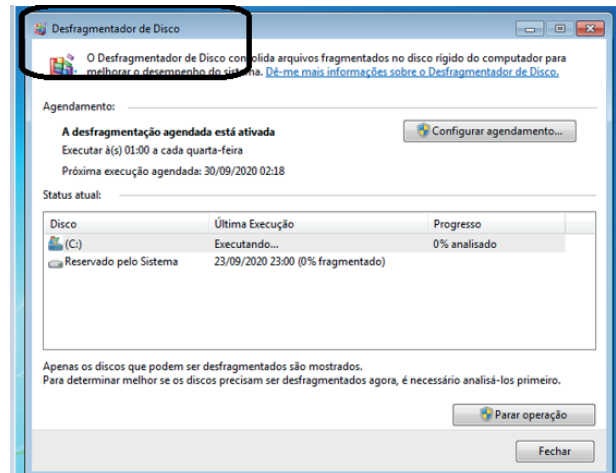 Desfragmentador de Disco
O Desfragmentador de Disco consolida arquivos fragmentados no disco rígido do computador para
melhorar o desempenho do sistema. Dê-me mais informações sobre o Desfragmentador de Disco.
Agendamento:
A desfragmentação agendada está ativada
Configurar agendamento...
Executar à(s) 01:00 a cada quarta-feira
Próxima execução agendada: 30/09/2020 02:18
Status atual:
Disco Última Execução Progresso
(C:) Executando... 0% analisado
Reservado pelo Sistema 23/09/2020 23:00 (0% fragmentado)
Apenas os discos que podem ser desfragmentados são mostrados.
Para determinar melhor se os discos precisam ser desfragmentados agora, é necessário analisá-los primeiro.
Parar operação
Fechar